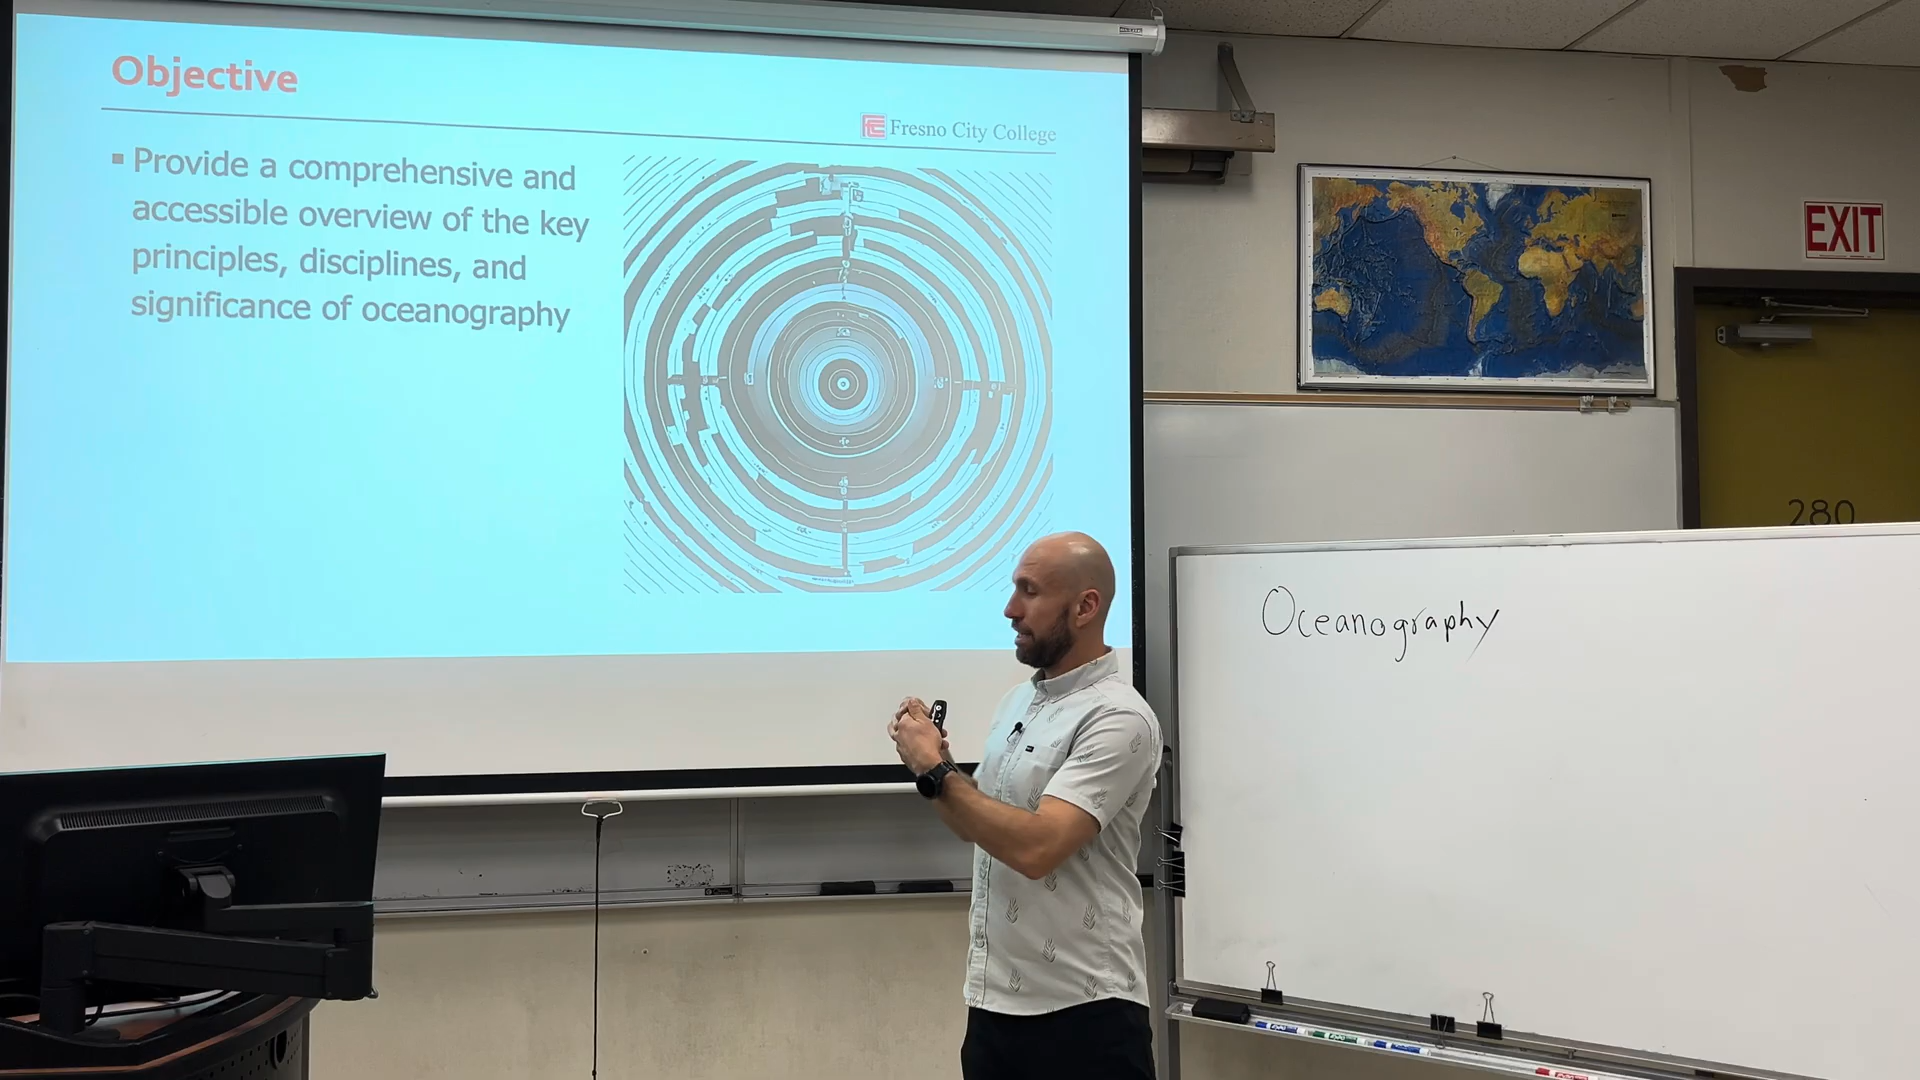 Objective
Fresno City College
▪ Provide a comprehensive and
accessible overview of the key
principles, disciplines, and
significance of oceanography
EXIT
280
Oceanography